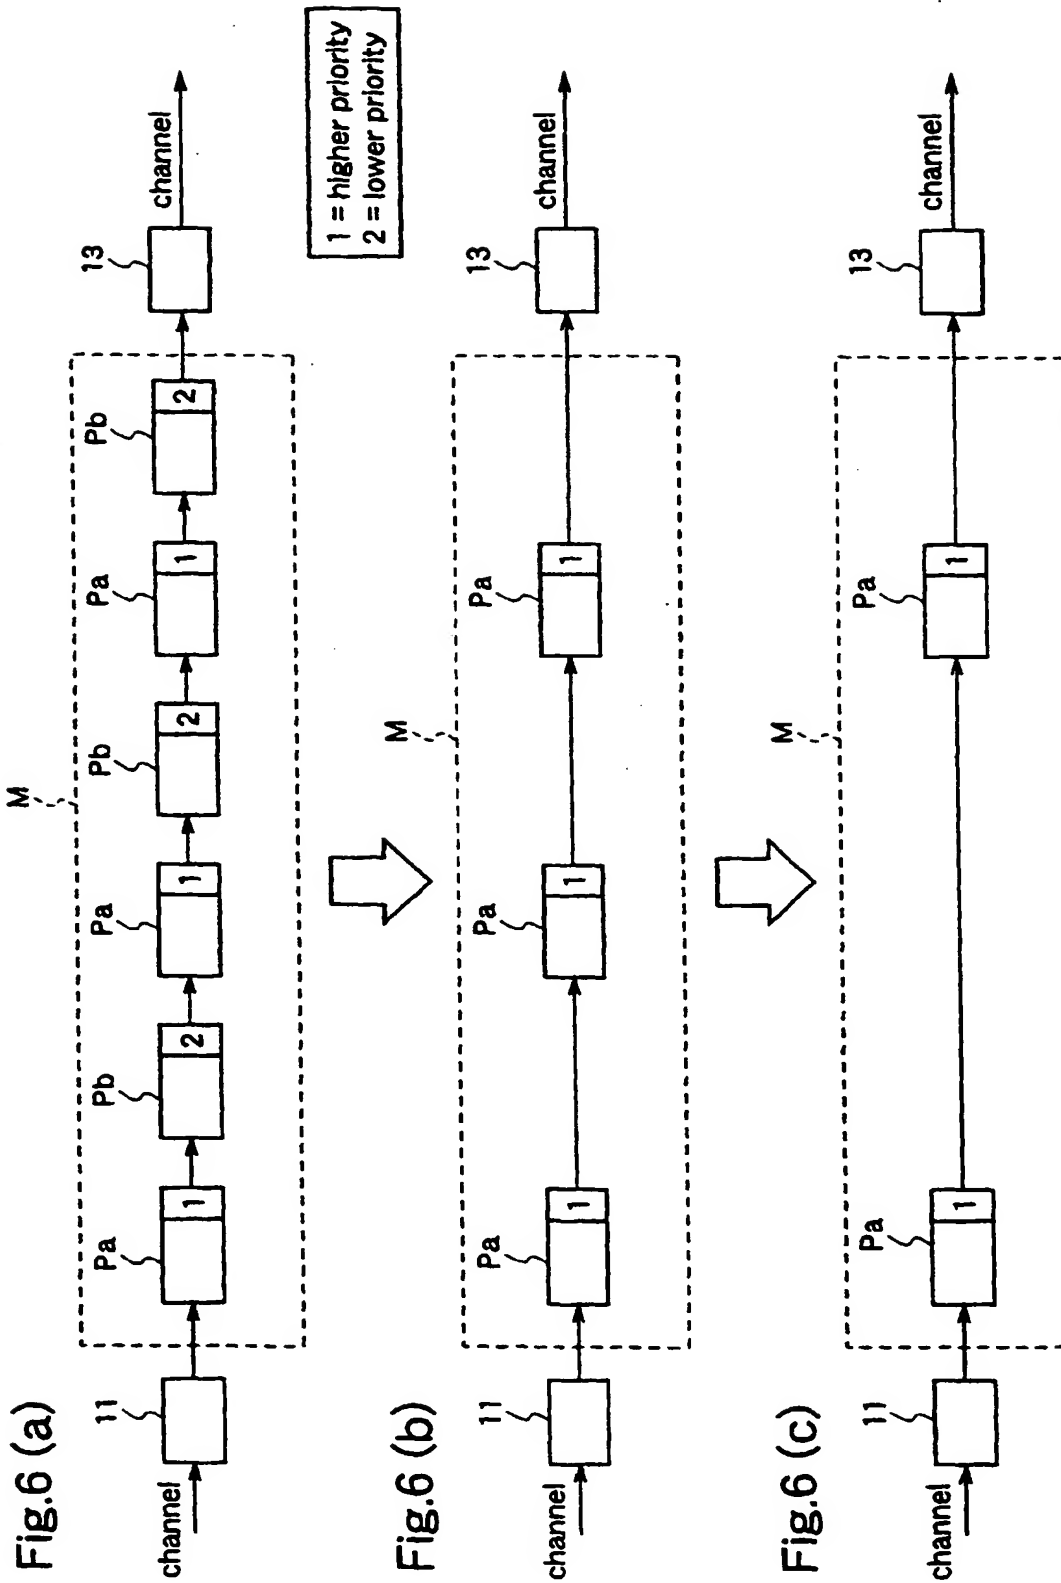 Fig.6 (a)
M
channel
11
Pa
1
Pb
2
Pa
1
Pb
2
Pa
1
Pb
2
13
channel
1 = higher priority
2 = lower priority
Fig.6 (b)
M
channel
11
Pa
1
Pa
1
Pa
1
13
channel
Fig.6 (c)
M
channel
11
Pa
1
Pa
1
13
channel